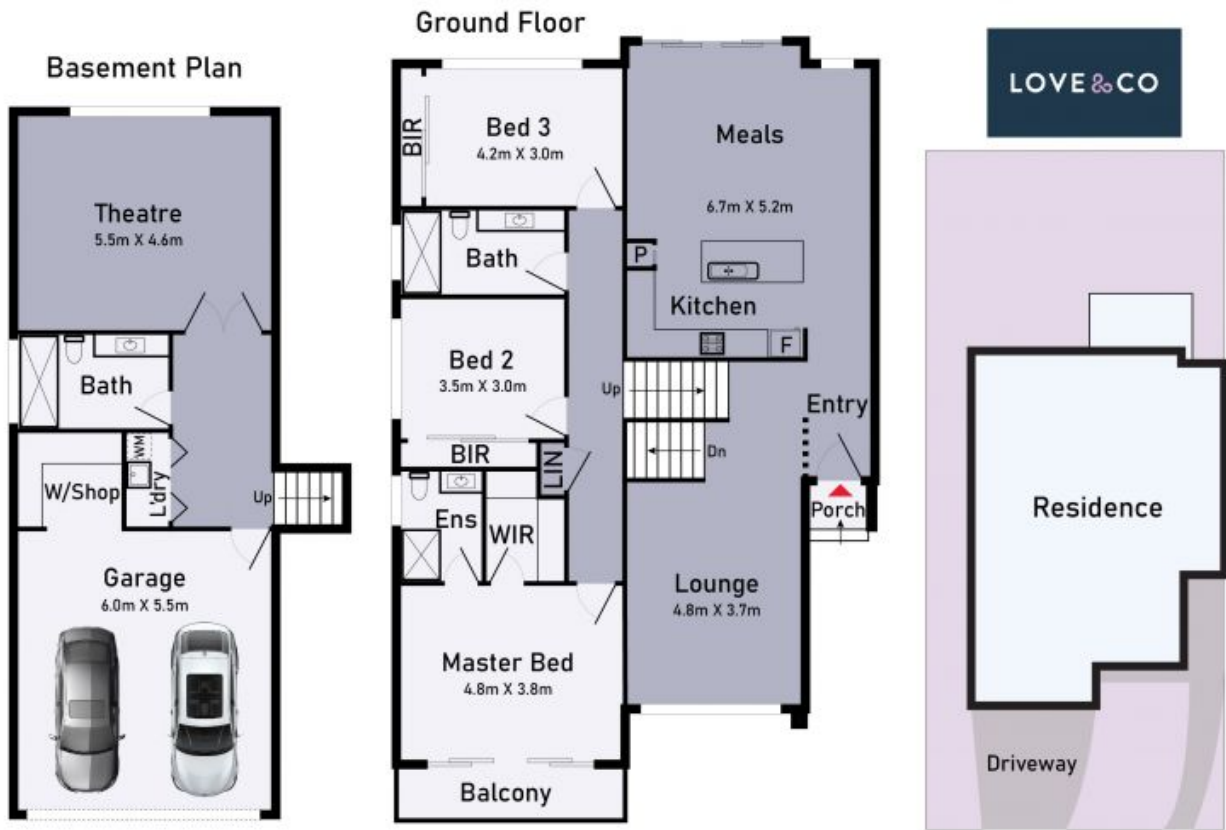 Basement Plan
Theatre
5.5m X 4.6m
Bath
WM
W/Shop
L'dry
Up
Garage
6.0m X 5.5m
Ground Floor
BIR
Bed 3
4.2m X 3.0m
Meals
6.7m X 5.2m
Bath
P
Kitchen
F
Bed 2
3.5m X 3.0m
Up
Entry
Dn
BIR
LIN
Ens
WIR
Porch
Lounge
4.8m X 3.7m
Master Bed
4.8m X 3.8m
Balcony
LOVE&CO
Residence
Driveway